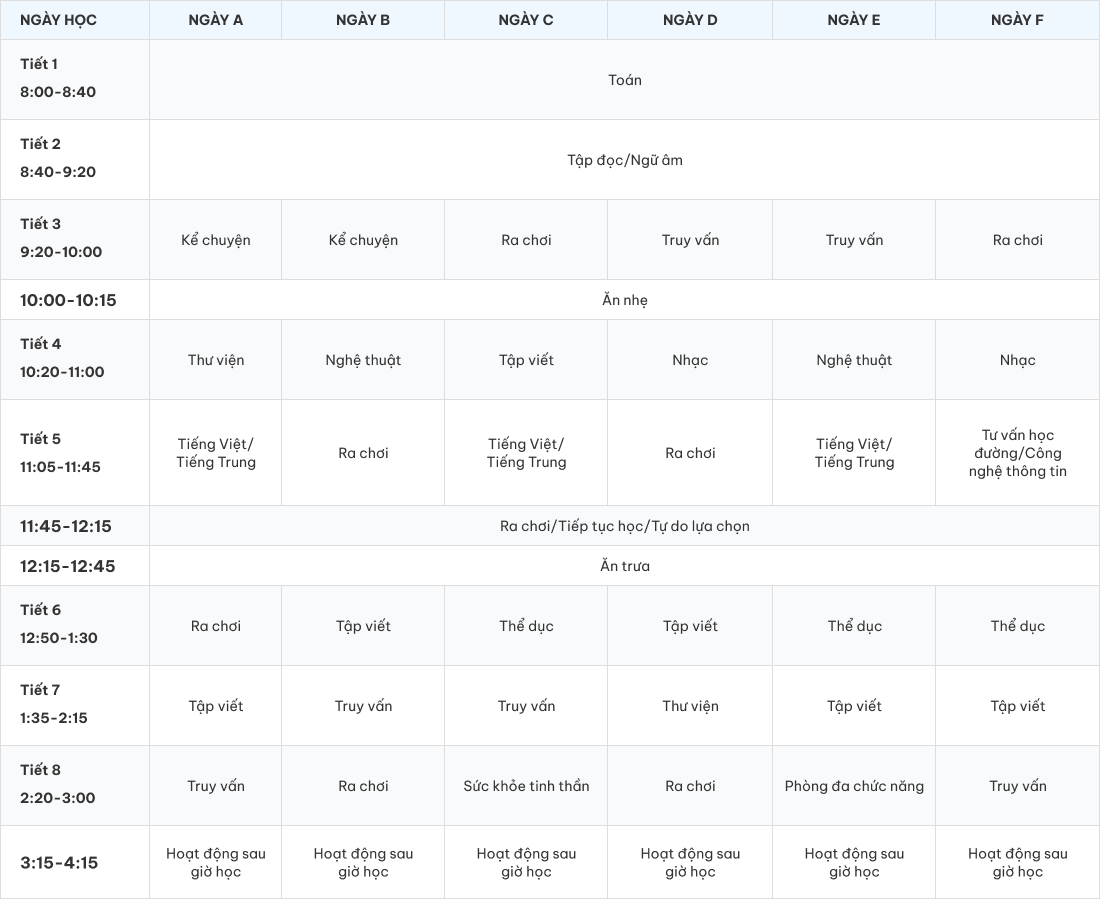 NGÀY HỌC NGÀY A NGÀY B NGÀY C NGÀY D NGÀY E NGÀY F
Tiết 1
8:00-8:40
Toán
Tiết 2
8:40-9:20
Tập đọc/Ngữ âm
Tiết 3
9:20-10:00
Kể chuyện
Kể chuyện
Ra chơi
Truy vấn
Truy vấn
Ra chơi
10:00-10:15
Ăn nhẹ
Tiết 4
10:20-11:00
Thư viện
Nghệ thuật
Tập viết
Nhạc
Nghệ thuật
Nhạc
Tiết 5
11:05-11:45
Tiếng Việt/
Tiếng Trung
Ra chơi
Tiếng Việt/
Tiếng Trung
Ra chơi
Tiếng Việt/
Tiếng Trung
Tư vấn học
đường/Công
nghệ thông tin
11:45-12:15
Ra chơi/Tiếp tục học/Tự do lựa chọn
12:15-12:45
Ăn trưa
Tiết 6
12:50-1:30
Ra chơi
Tập viết
Thể dục
Tập viết
Thể dục
Thể dục
Tiết 7
1:35-2:15
Tập viết
Truy vấn
Truy vấn
Thư viện
Tập viết
Tập viết
Tiết 8
2:20-3:00
Truy vấn
Ra chơi
Sức khỏe tinh thần
Ra chơi
Phòng đa chức năng
Truy vấn
3:15-4:15
Hoạt động sau
giờ học
Hoạt động sau
giờ học
Hoạt động sau
giờ học
Hoạt động sau
giờ học
Hoạt động sau
giờ học
Hoạt động sau
giờ học